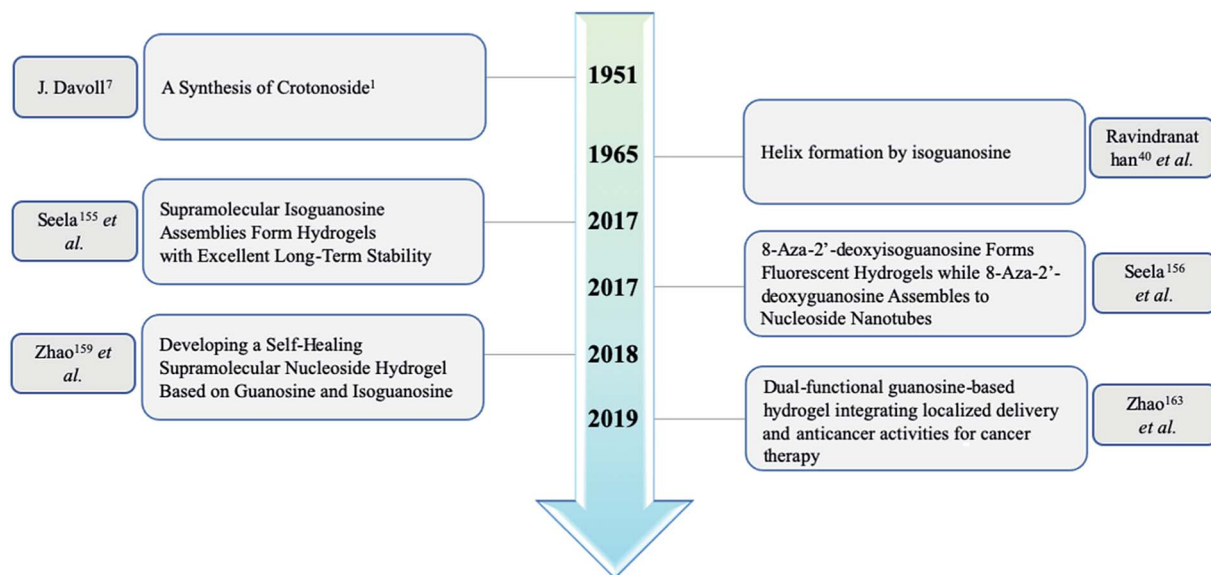 1951
J. Davoll⁷
A Synthesis of Crotonoside¹
1965
Helix formation by isoguanosine
Ravindranat
han⁴⁰ et al.
2017
Seela¹⁵⁵ et
al.
Supramolecular Isoguanosine
Assemblies Form Hydrogels
with Excellent Long-Term Stability
2017
8-Aza-2’-deoxyisoguanosine Forms
Fluorescent Hydrogels while 8-Aza-2’-
deoxyguanosine Assembles to
Nucleoside Nanotubes
Seela¹⁵⁶
et al.
2018
Zhao¹⁵⁹ et
al.
Developing a Self-Healing
Supramolecular Nucleoside Hydrogel
Based on Guanosine and Isoguanosine
2019
Dual-functional guanosine-based
hydrogel integrating localized delivery
and anticancer activities for cancer
therapy
Zhao¹⁶³
et al.